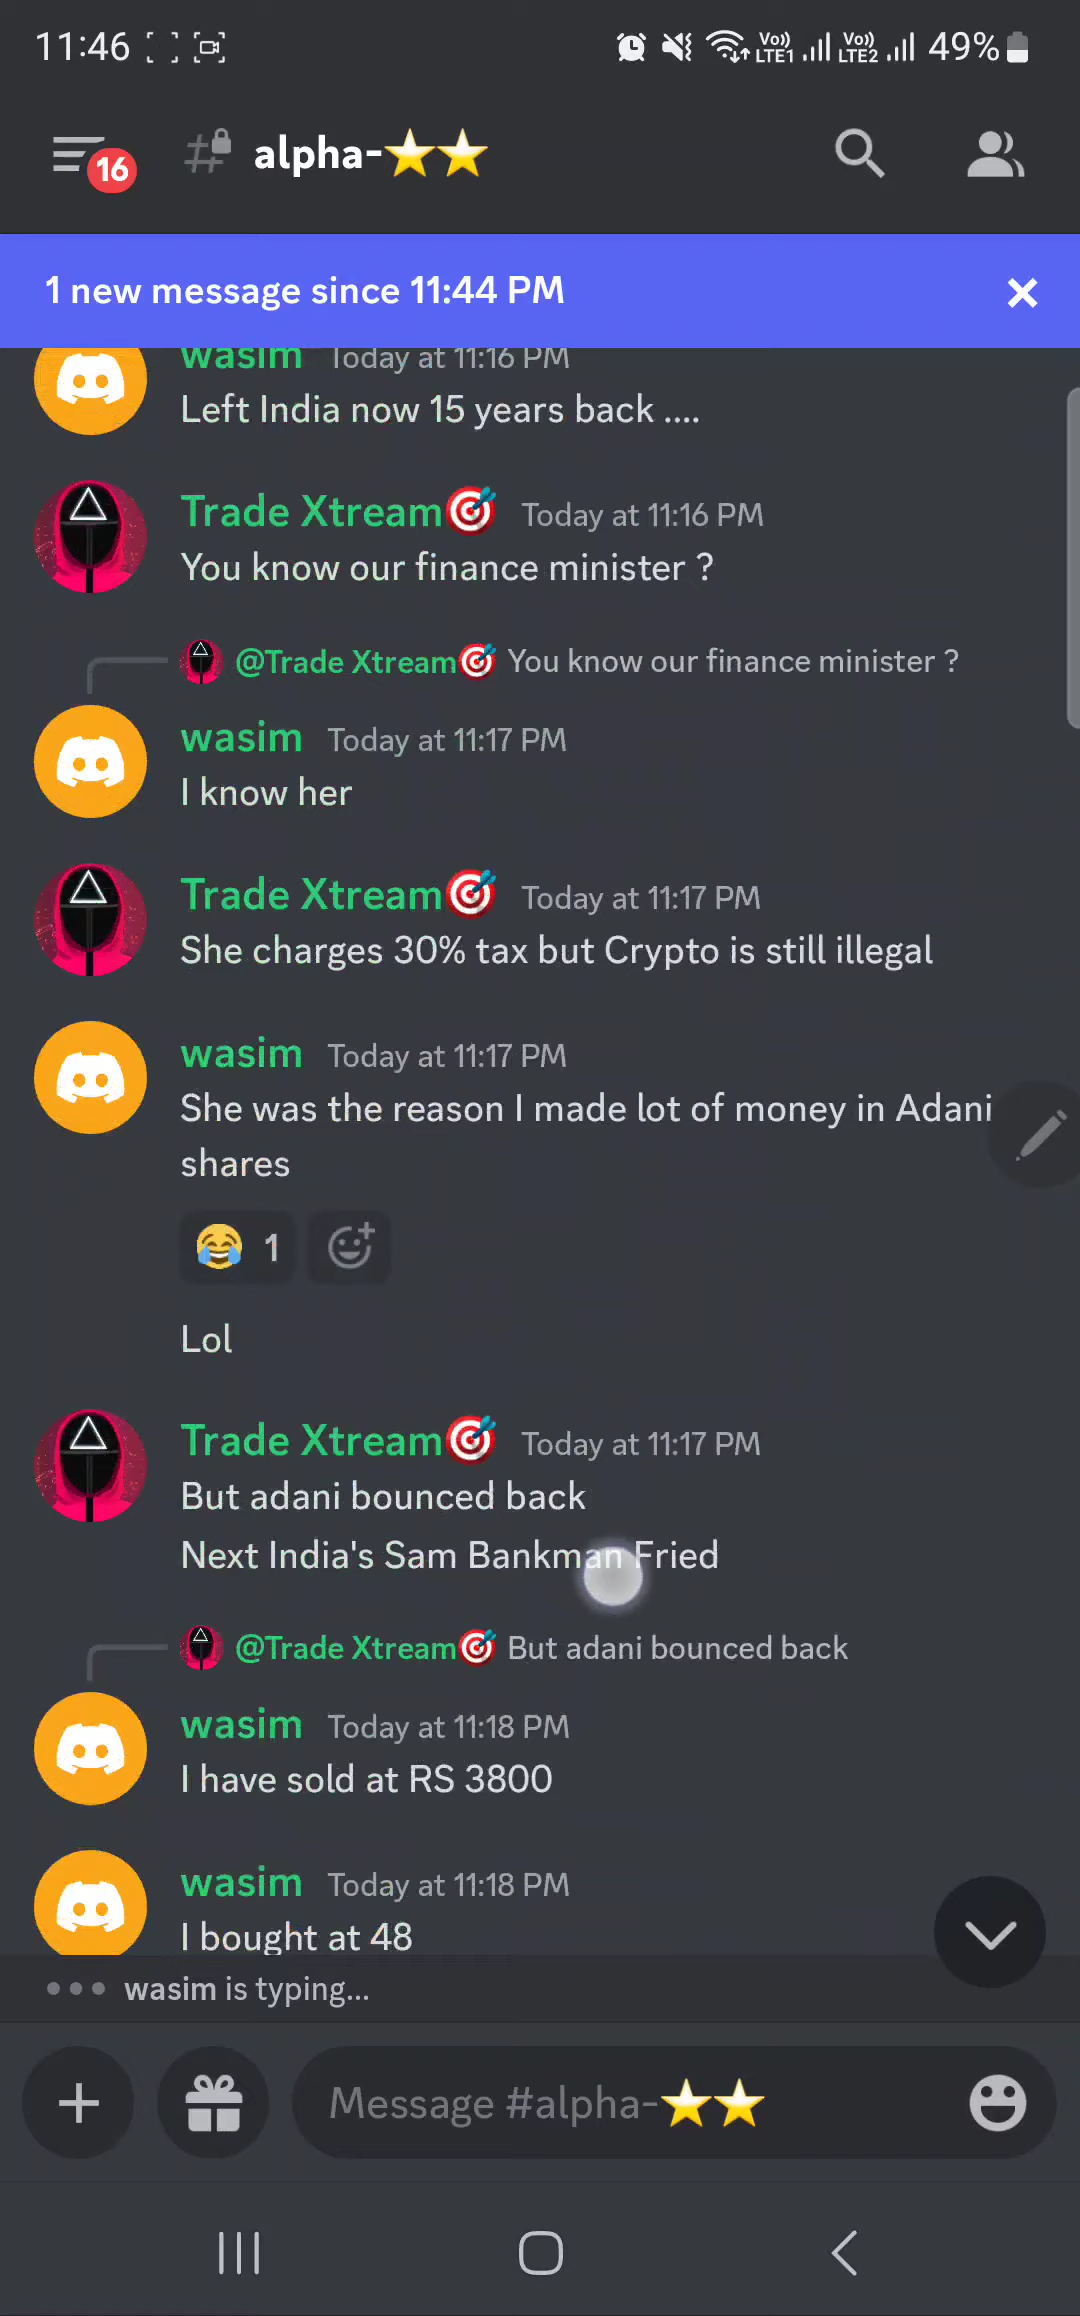 11:46 Vo)) LTE1 Vo)) LTE2 49%
16 alpha-⭐⭐
1 new message since 11:44 PM
wasim Today at 11:16 PM
Left India now 15 years back ....
Trade Xtream🎯 Today at 11:16 PM
You know our finance minister ?
@Trade Xtream🎯 You know our finance minister ?
wasim Today at 11:17 PM
I know her
Trade Xtream🎯 Today at 11:17 PM
She charges 30% tax but Crypto is still illegal
wasim Today at 11:17 PM
She was the reason I made lot of money in Adani
shares
😂 1
Lol
Trade Xtream🎯 Today at 11:17 PM
But adani bounced back
Next India's Sam Bankman Fried
@Trade Xtream🎯 But adani bounced back
wasim Today at 11:18 PM
I have sold at RS 3800
wasim Today at 11:18 PM
I bought at 48
wasim is typing...
Message #alpha-⭐⭐